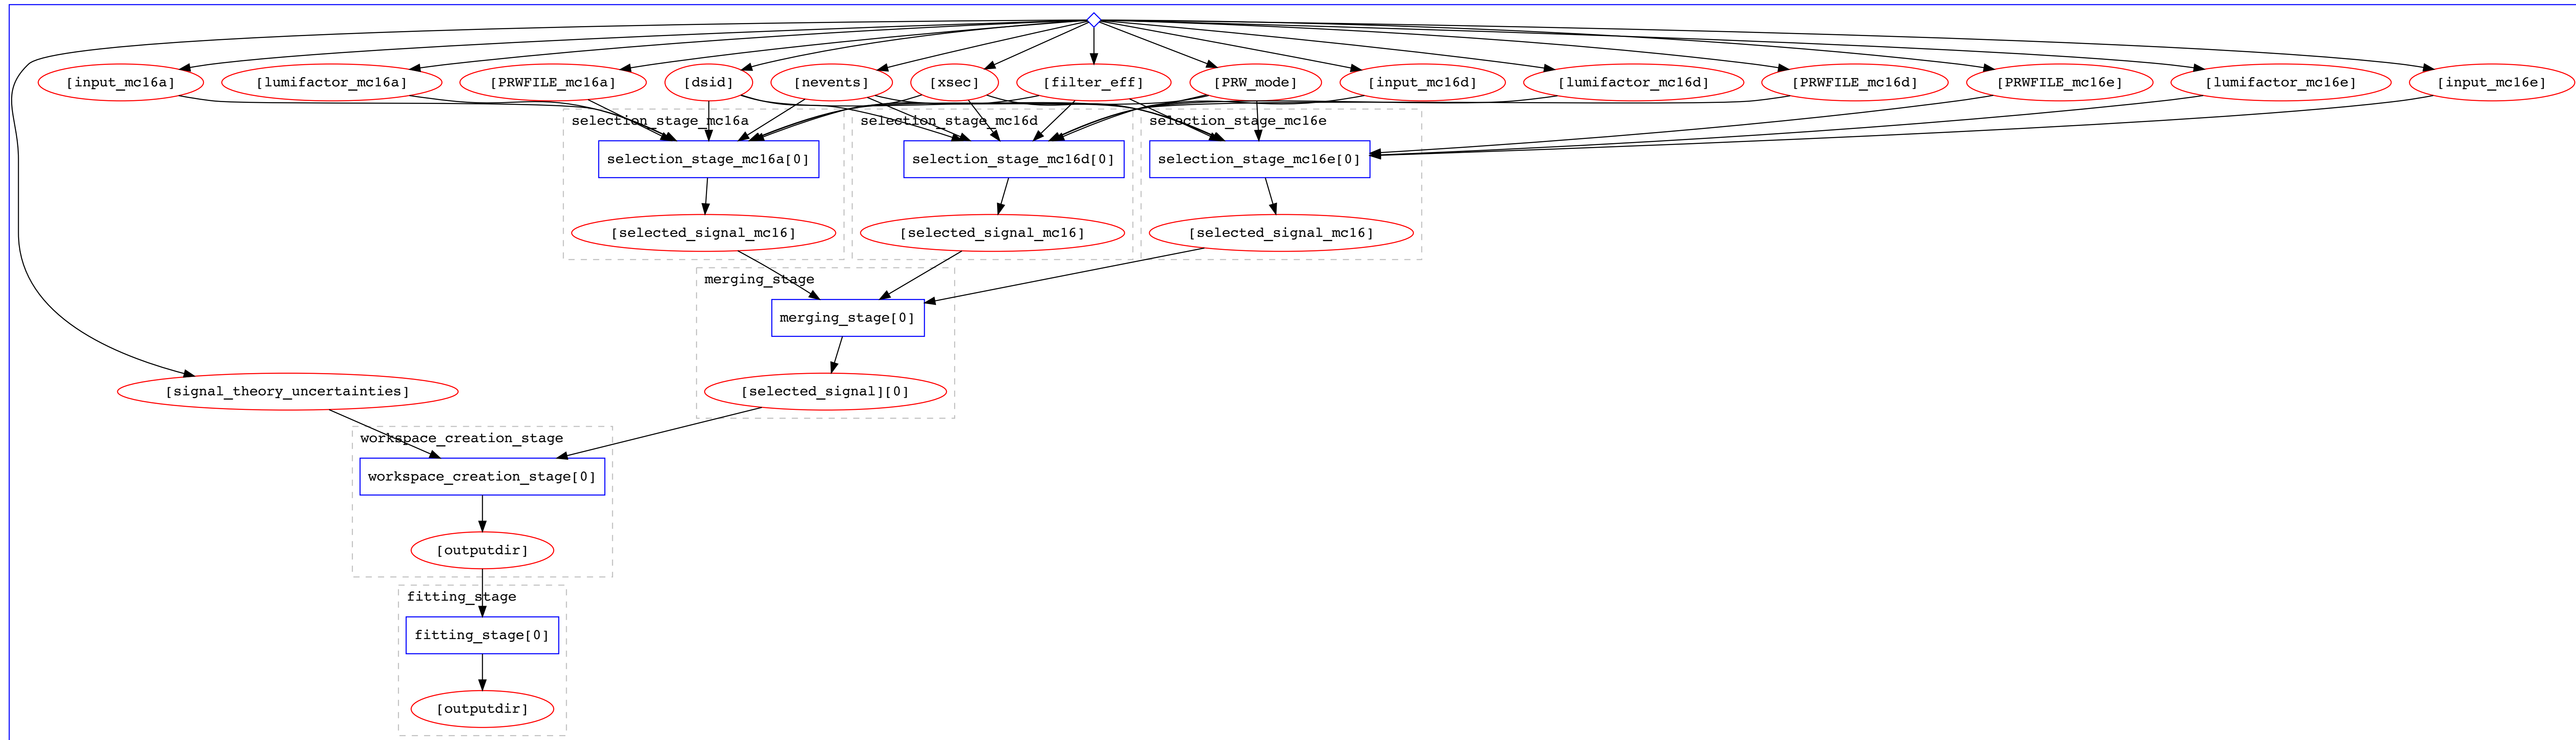 [input_mc16a]
[lumifactor_mc16a]
[PRWFILE_mc16a]
[dsid]
[nevents]
[xsec]
[filter_eff]
[PRW_mode]
[input_mc16d]
[lumifactor_mc16d]
[PRWFILE_mc16d]
[PRWFILE_mc16e]
[lumifactor_mc16e]
[input_mc16e]
selection_stage_mc16a
selection_stage_mc16d
selection_stage_mc16e
selection_stage_mc16a[0]
selection_stage_mc16d[0]
selection_stage_mc16e[0]
[selected_signal_mc16]
[selected_signal_mc16]
[selected_signal_mc16]
merging_stage
merging_stage[0]
[signal_theory_uncertainties]
[selected_signal][0]
workspace_creation_stage
workspace_creation_stage[0]
[outputdir]
fitting_stage
fitting_stage[0]
[outputdir]